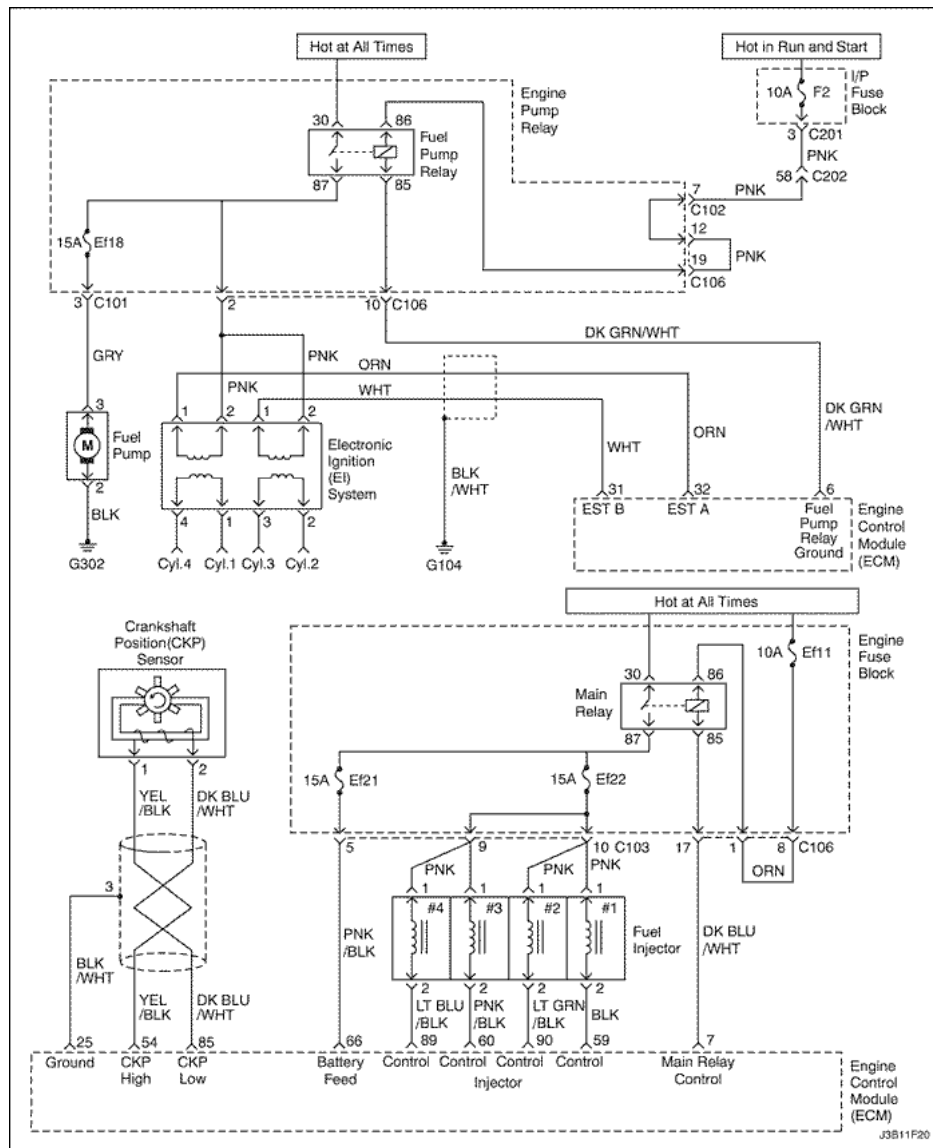 Hot at All Times
Hot in Run and Start
10A F2
I/P
Fuse
Block
Engine
Pump
Relay
30 86
Fuel
Pump
Relay
87 85
3 C201
PNK
58 C202
7 PNK
C102
12
19 PNK
C106
15A Ef18
3 C101
2
10 C106
DK GRN/WHT
GRY
PNK
ORN
PNK
WHT
3
M
Fuel
Pump
2
BLK
G302
1 2 1 2
Electronic
Ignition
(EI)
System
4 1 3 2
Cyl.4 Cyl.1 Cyl.3 Cyl.2
BLK
/WHT
G104
WHT
ORN
DK GRN
/WHT
31 32 6
EST B EST A
Fuel
Pump
Relay
Ground
Engine
Control
Module
(ECM)
Hot at All Times
Crankshaft
Position(CKP)
Sensor
1 2
YEL
/BLK
DK BLU
/WHT
3
BLK
/WHT
YEL
/BLK
DK BLU
/WHT
10A Ef11
Engine
Fuse
Block
30 86
Main
Relay
87 85
15A Ef21
15A Ef22
5 9 10 C103 17 1 8 C106
ORN
PNK PNK PNK
1 1 1 1
#4 #3 #2 #1
Fuel
Injector
2 2 2 2
PNK
/BLK
LT BLU
/BLK
PNK
/BLK
LT GRN
/BLK
BLK
DK BLU
/WHT
25 54 85 66 89 60 90 59 7
Ground
CKP
High
CKP
Low
Battery
Feed
Control Control Control Control
Injector
Main Relay
Control
Engine
Control
Module
(ECM)
J3B11F20